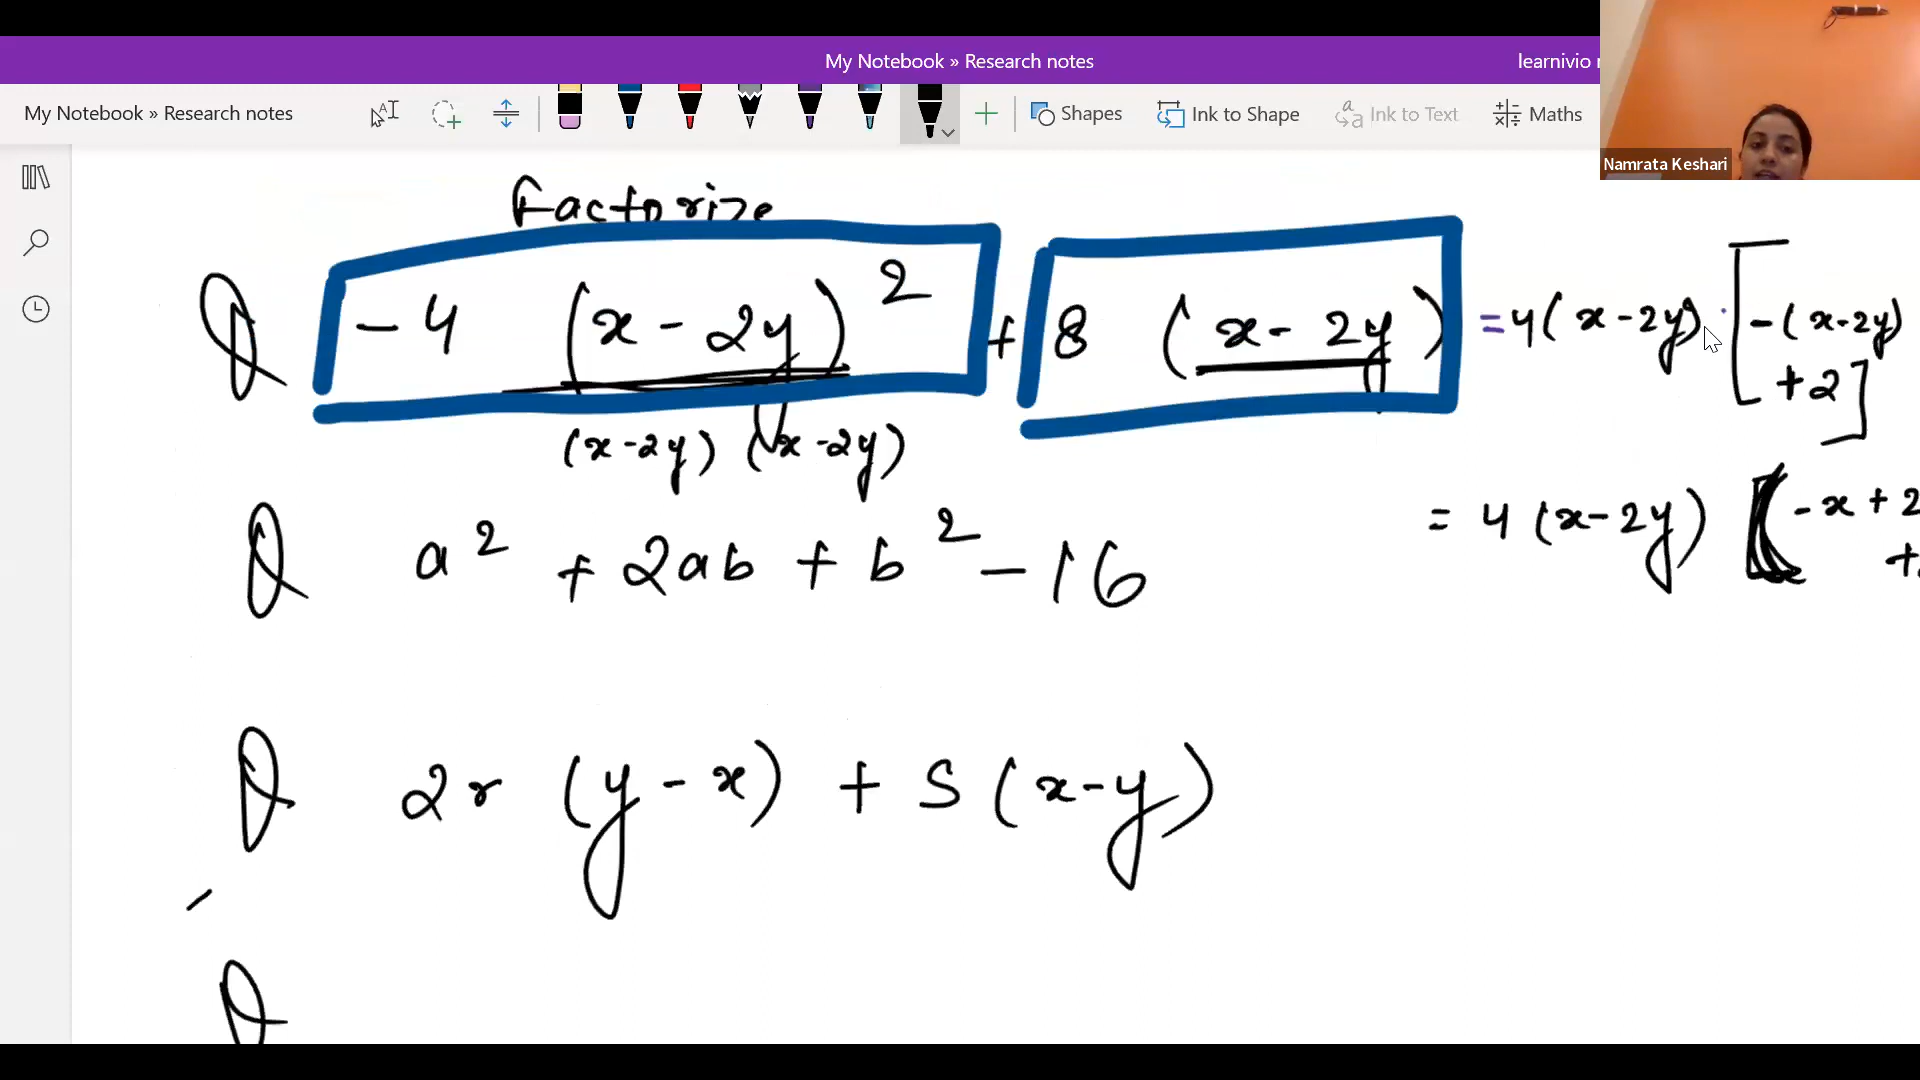 My Notebook » Research notes
learnivio
My Notebook » Research notes
Shapes
Ink to Shape
Ink to Text
Maths
Namrata Keshari
Factorize
Q -4 (x-2y)² + 8 (x-2y) = 4(x-2y) · [-(x-2y)
+2]
(x-2y) (x-2y)
= 4(x-2y) (-x+2
+
Q a² + 2ab + b² - 16
Q 2r (y-x) + S(x-y)
Q